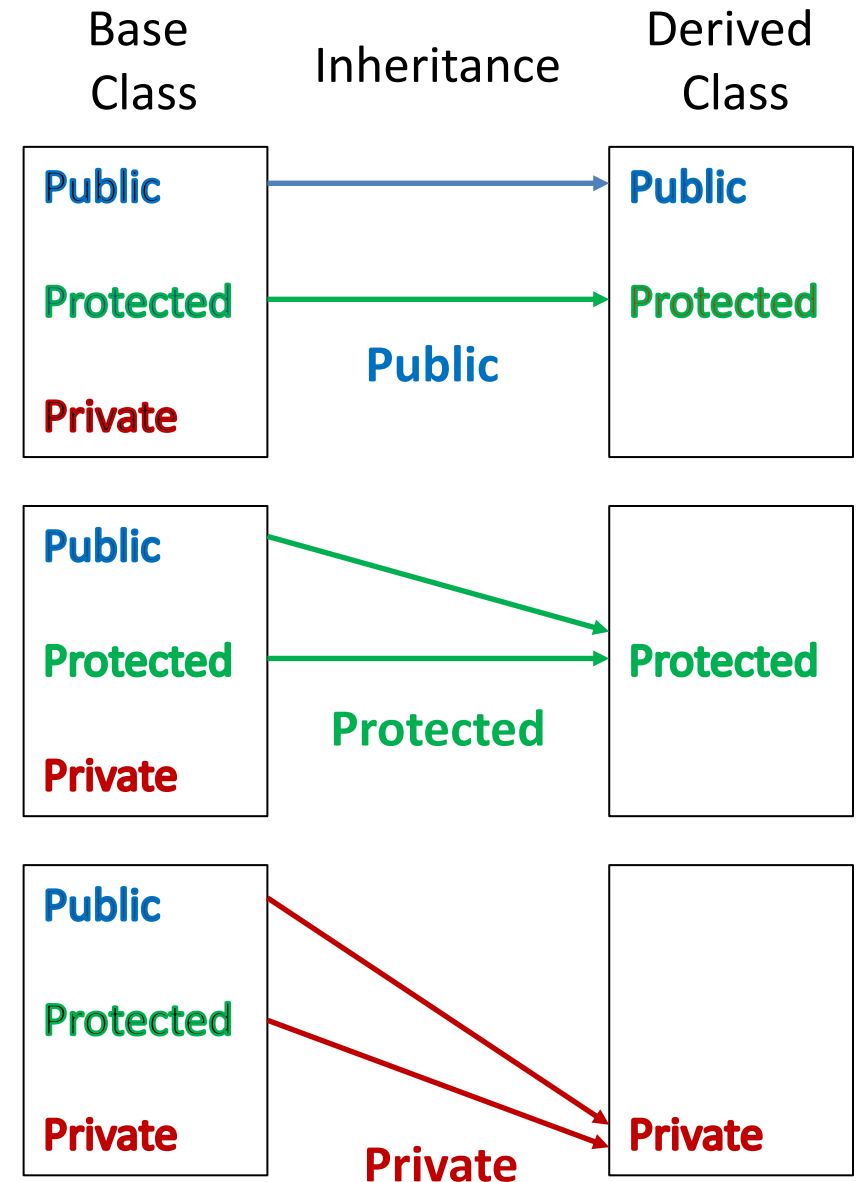 Base
Class
Inheritance
Derived
Class
Public
Public
Protected
Protected
Public
Private
Public
Protected
Protected
Protected
Private
Public
Protected
Private
Private
Private